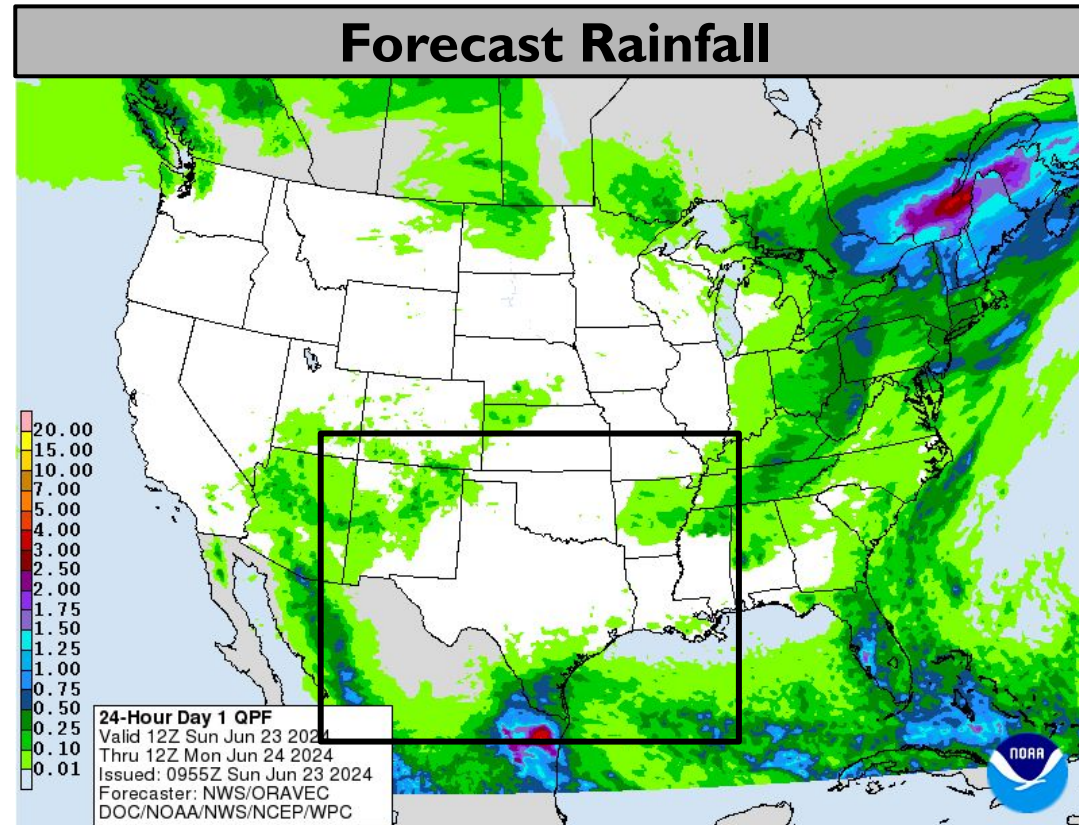 Forecast Rainfall
20.00
15.00
10.00
7.00
5.00
4.00
3.00
2.50
2.00
1.75
1.50
1.25
1.00
0.75
0.50
0.25
0.10
0.01
24-Hour Day 1 QPF
Valid 12Z Sun Jun 23 2024
Thru 12Z Mon Jun 24 2024
Issued: 0955Z Sun Jun 23 2024
Forecaster: NWS/ORAVEC
DOC/NOAA/NWS/NCEP/WPC
NOAA